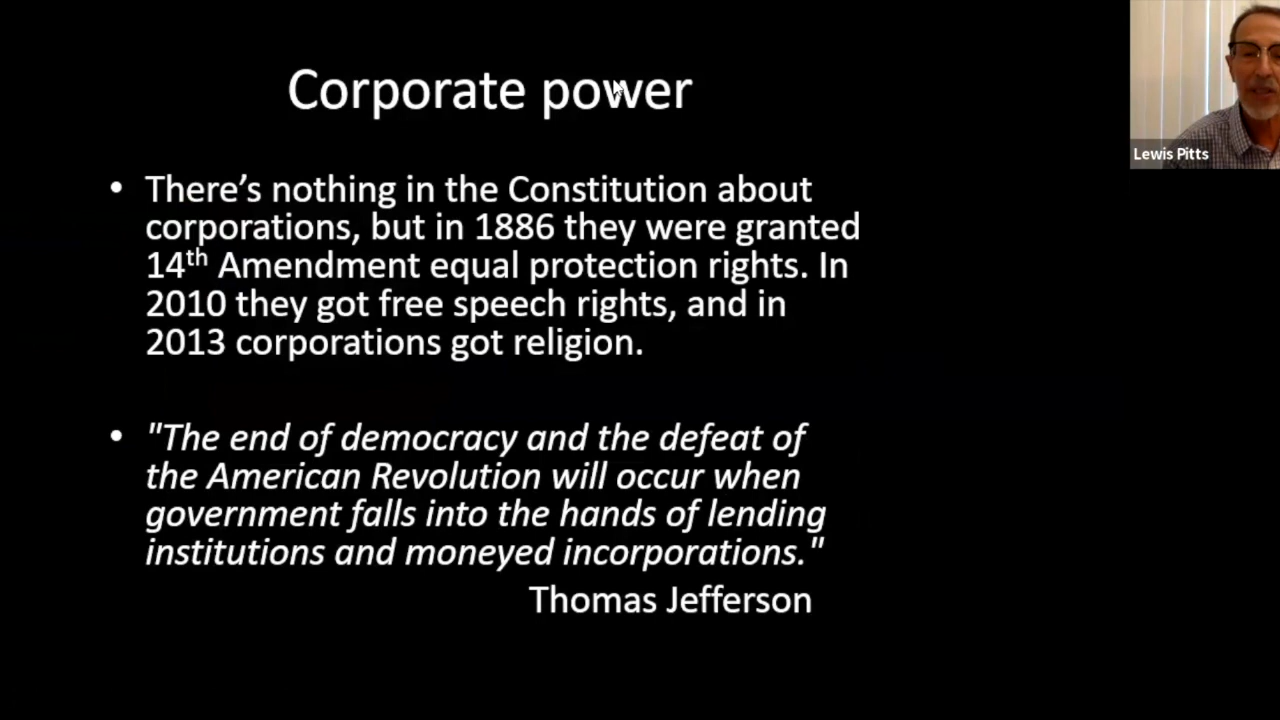 Corporate power
Lewis Pitts
• There’s nothing in the Constitution about
corporations, but in 1886 they were granted
14th Amendment equal protection rights. In
2010 they got free speech rights, and in
2013 corporations got religion.
• "The end of democracy and the defeat of
the American Revolution will occur when
government falls into the hands of lending
institutions and moneyed incorporations."
Thomas Jefferson